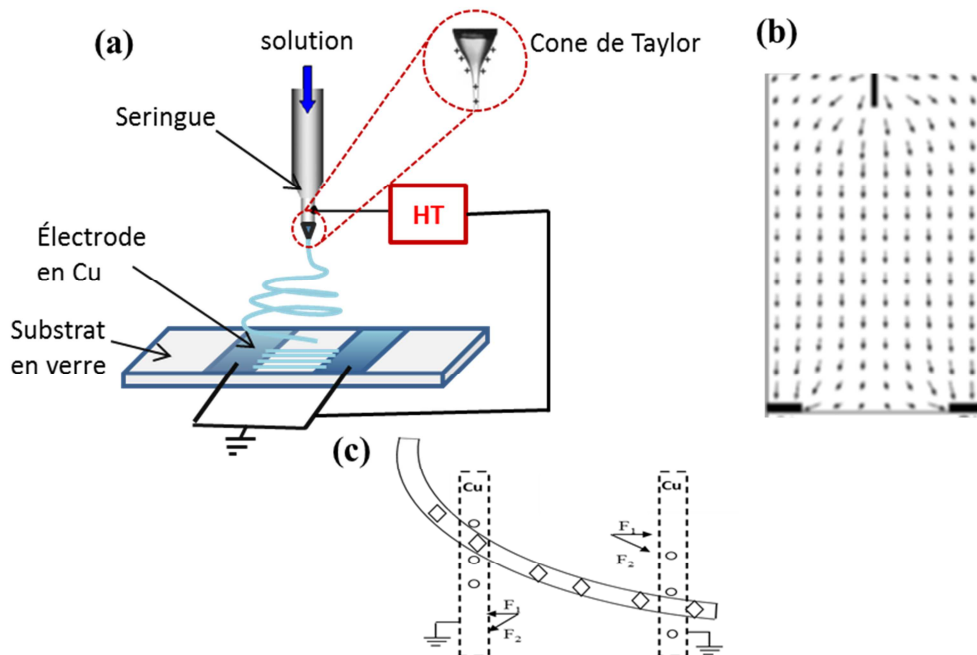 (a)
solution
Cone de Taylor
(b)
Seringue
HT
Électrode
en Cu
Substrat
en verre
(c)
Cu
Cu
F1
F2
F1
F2